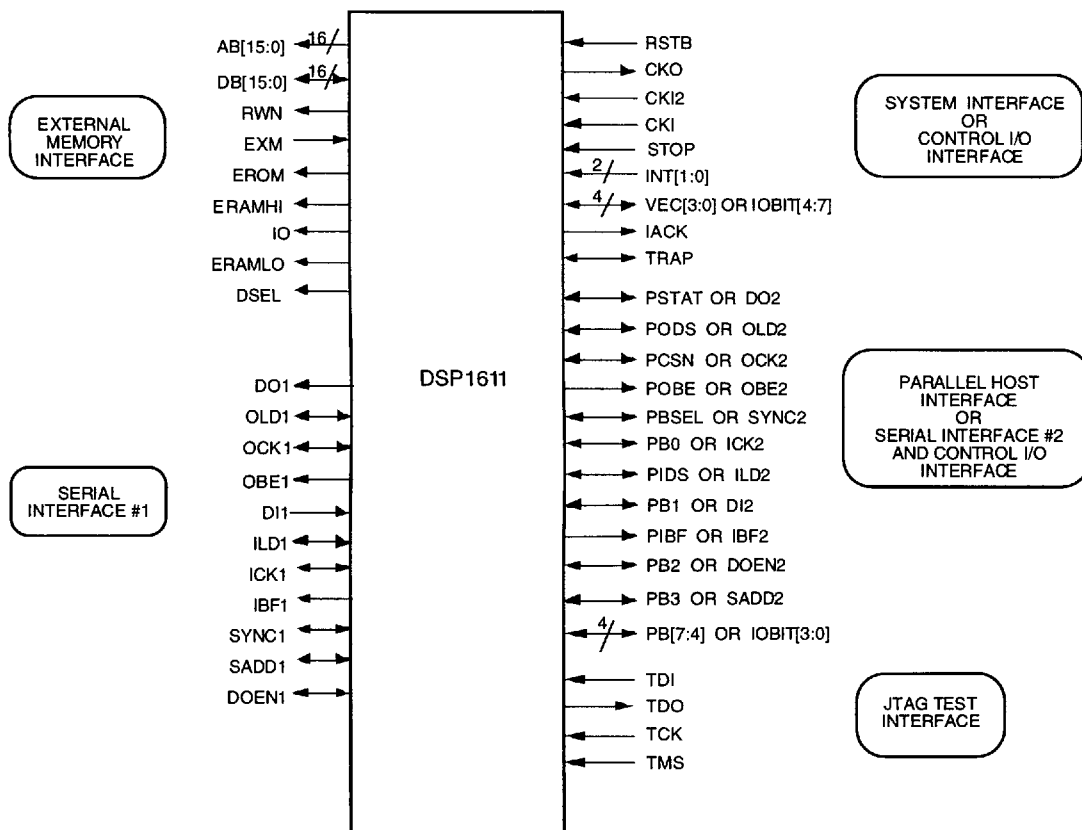 AB[15:0]
16
DB[15:0]
16
RWN
EXM
EROM
ERAMHI
IO
ERAMLO
DSEL
EXTERNAL
MEMORY
INTERFACE
DO1
OLD1
OCK1
OBE1
DI1
ILD1
ICK1
IBF1
SYNC1
SADD1
DOEN1
SERIAL
INTERFACE #1
DSP1611
RSTB
CKO
CKI2
CKI
STOP
2
INT[1:0]
4
VEC[3:0] OR IOBIT[4:7]
IACK
TRAP
SYSTEM INTERFACE
OR
CONTROL I/O
INTERFACE
PSTAT OR DO2
PODS OR OLD2
PCSN OR OCK2
POBE OR OBE2
PBSEL OR SYNC2
PB0 OR ICK2
PIDS OR ILD2
PB1 OR DI2
PIBF OR IBF2
PB2 OR DOEN2
PB3 OR SADD2
4
PB[7:4] OR IOBIT[3:0]
PARALLEL HOST
INTERFACE
OR
SERIAL INTERFACE #2
AND CONTROL I/O
INTERFACE
TDI
TDO
TCK
TMS
JTAG TEST
INTERFACE